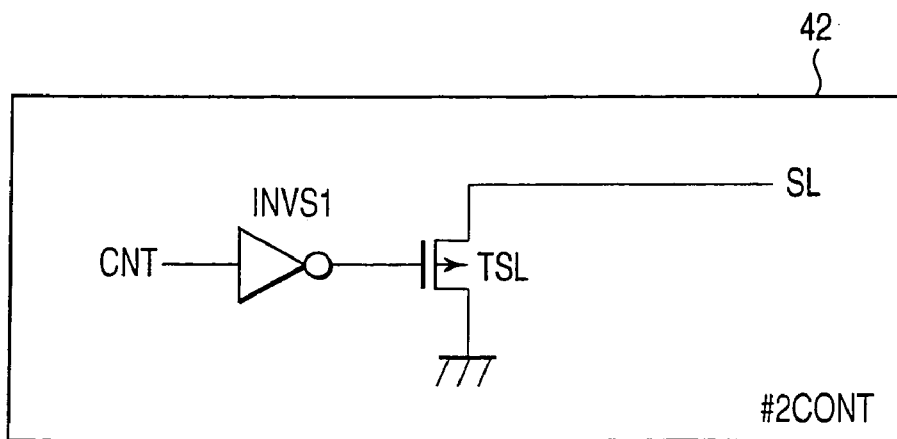 42
INVS1
SL
CNT
TSL
#2CONT